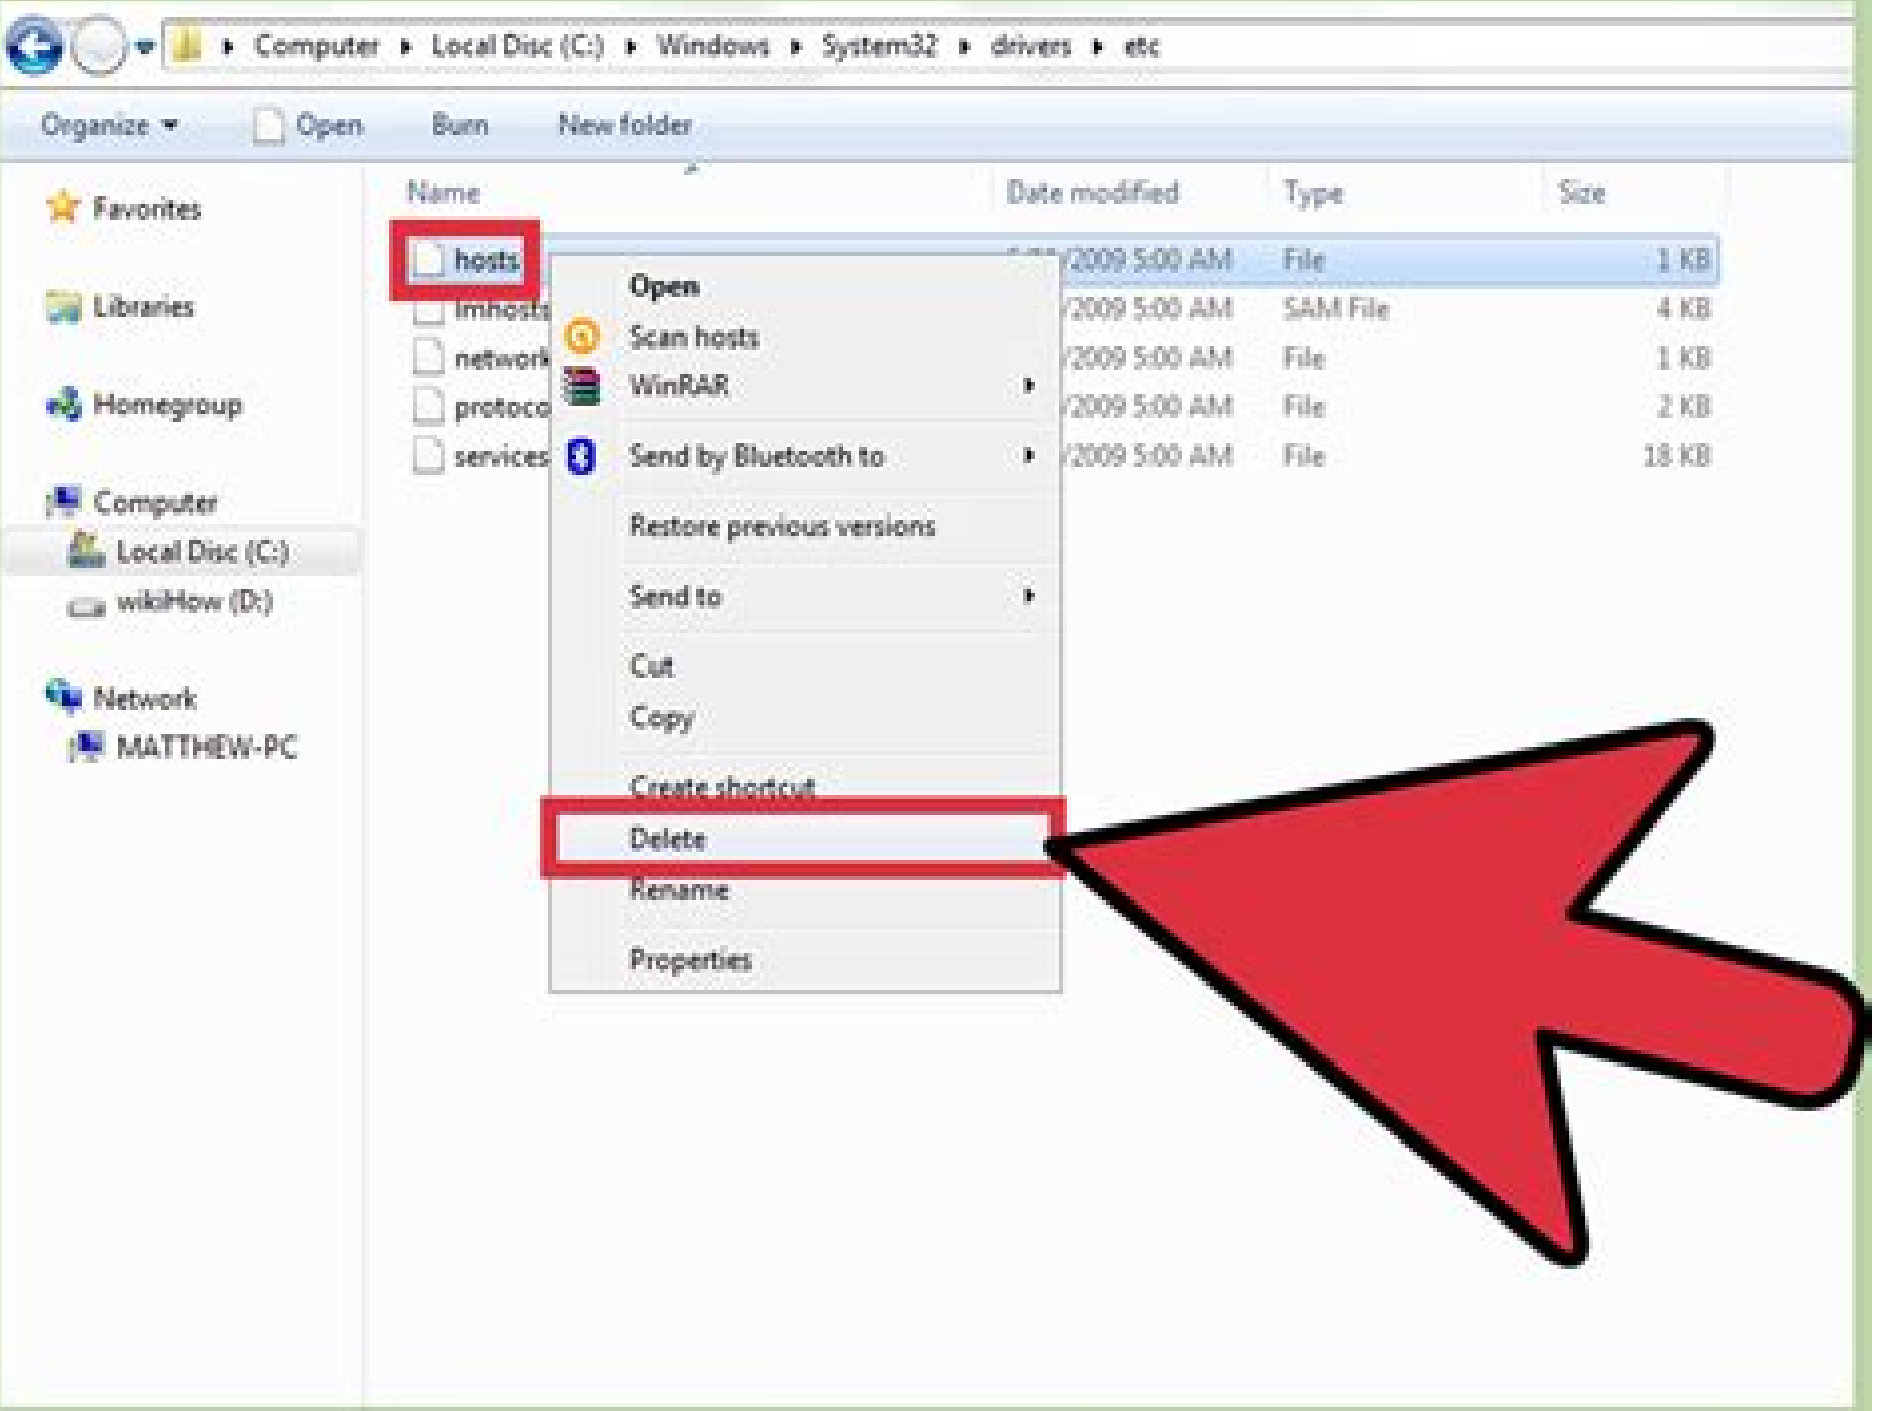 Computer ▸ Local Disc (C:) ▸ Windows ▸ System32 ▸ drivers ▸ etc
Organize Open Burn New folder
Name Date modified Type Size
Favorites
Libraries
Homegroup
Computer
Local Disc (C:)
wikiHow (D:)
Network
MATTHEW-PC
hosts /2009 5:00 AM File 1 KB
lmhosts /2009 5:00 AM SAM File 4 KB
network /2009 5:00 AM File 1 KB
protoco /2009 5:00 AM File 2 KB
services /2009 5:00 AM File 18 KB
Open
Scan hosts
WinRAR
Send by Bluetooth to
Restore previous versions
Send to
Cut
Copy
Create shortcut
Delete
Rename
Properties